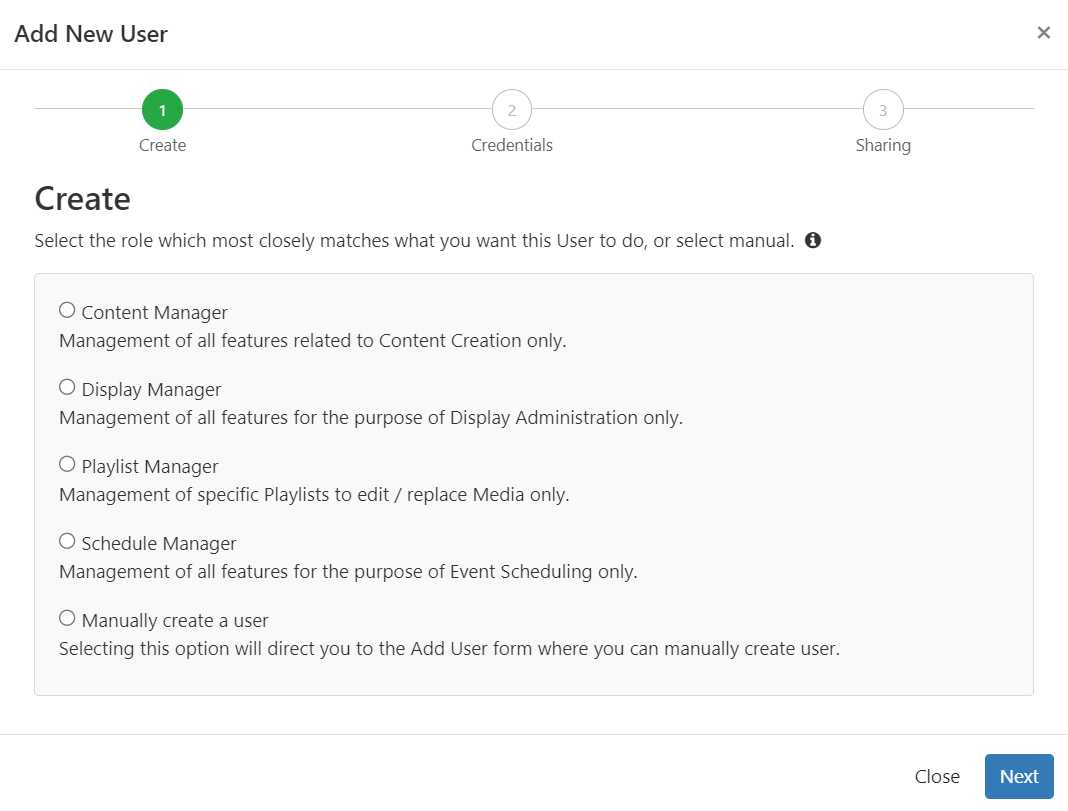 Add New User
×
1
2
3
Create
Credentials
Sharing
Create
Select the role which most closely matches what you want this User to do, or select manual.
Content Manager
Management of all features related to Content Creation only.
Display Manager
Management of all features for the purpose of Display Administration only.
Playlist Manager
Management of specific Playlists to edit / replace Media only.
Schedule Manager
Management of all features for the purpose of Event Scheduling only.
Manually create a user
Selecting this option will direct you to the Add User form where you can manually create user.
Close
Next